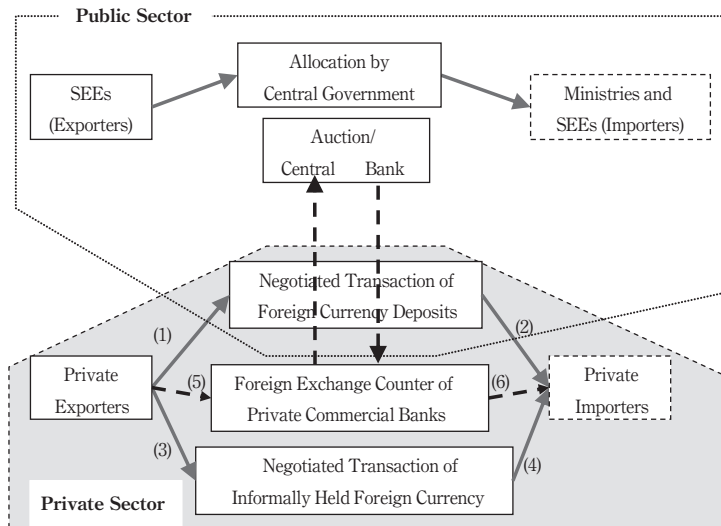 Public Sector
Allocation by
Central Government
SEEs
(Exporters)
Ministries and
SEEs (Importers)
Auction/
Central Bank
Negotiated Transaction of
Foreign Currency Deposits
(1)
(2)
Private
Exporters
(5)
Foreign Exchange Counter of
Private Commercial Banks
(6)
Private
Importers
(3)
(4)
Negotiated Transaction of
Informally Held Foreign Currency
Private Sector